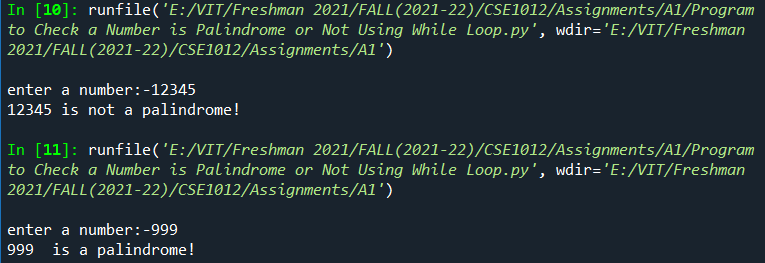 In [10]: runfile('E:/VIT/Freshman 2021/FALL(2021-22)/CSE1012/Assignments/A1/Program
to Check a Number is Palindrome or Not Using While Loop.py', wdir='E:/VIT/Freshman
2021/FALL(2021-22)/CSE1012/Assignments/A1')
enter a number:-12345
12345 is not a palindrome!
In [11]: runfile('E:/VIT/Freshman 2021/FALL(2021-22)/CSE1012/Assignments/A1/Program
to Check a Number is Palindrome or Not Using While Loop.py', wdir='E:/VIT/Freshman
2021/FALL(2021-22)/CSE1012/Assignments/A1')
enter a number:-999
999  is a palindrome!